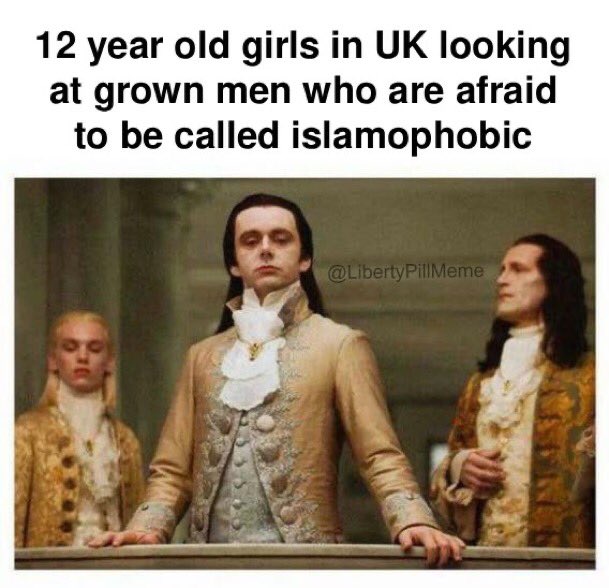 12 year old girls in UK looking
at grown men who are afraid
to be called islamophobic
@LibertyPillMeme